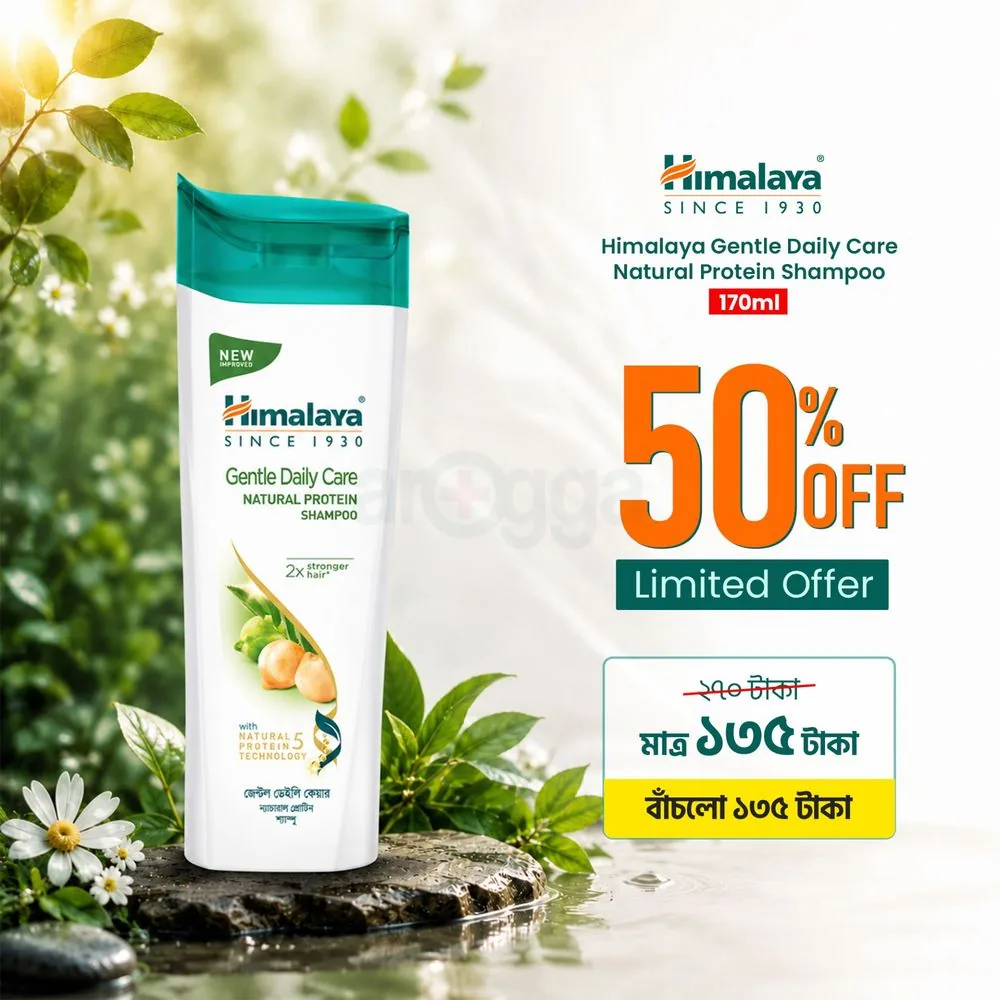 Himalaya®
SINCE 1930
Himalaya Gentle Daily Care
Natural Protein Shampoo
170ml
50% OFF
Limited Offer
২৭০ টাকা
মাত্র ১৩৫ টাকা
বাঁচলো ১৩৫ টাকা
NEW
IMPROVED
Himalaya®
SINCE 1930
Gentle Daily Care
NATURAL PROTEIN
SHAMPOO
2x stronger
hair*
with
NATURAL 5
PROTEIN
TECHNOLOGY
জেন্টল ডেইলি কেয়ার
ন্যাচারাল প্রোটিন
শ্যাম্পু
arogga